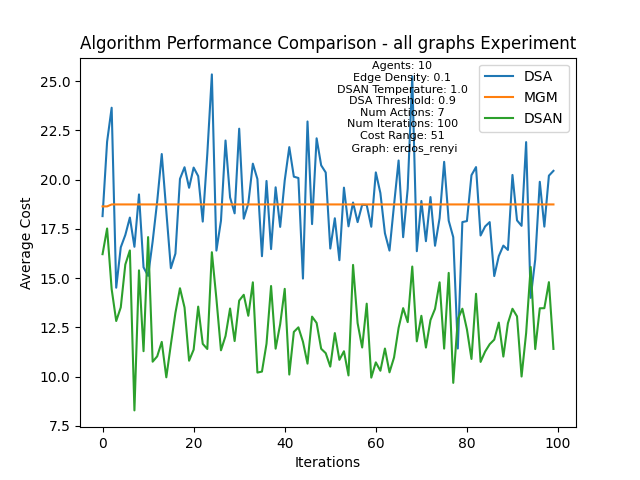 Algorithm Performance Comparison - all graphs Experiment
Agents: 10
Edge Density: 0.1
DSAN Temperature: 1.0
DSA Threshold: 0.9
Num Actions: 7
Num Iterations: 100
Cost Range: 51
Graph: erdos_renyi
DSA
MGM
DSAN
Average Cost
25.0
22.5
20.0
17.5
15.0
12.5
10.0
7.5
0 20 40 60 80 100
Iterations